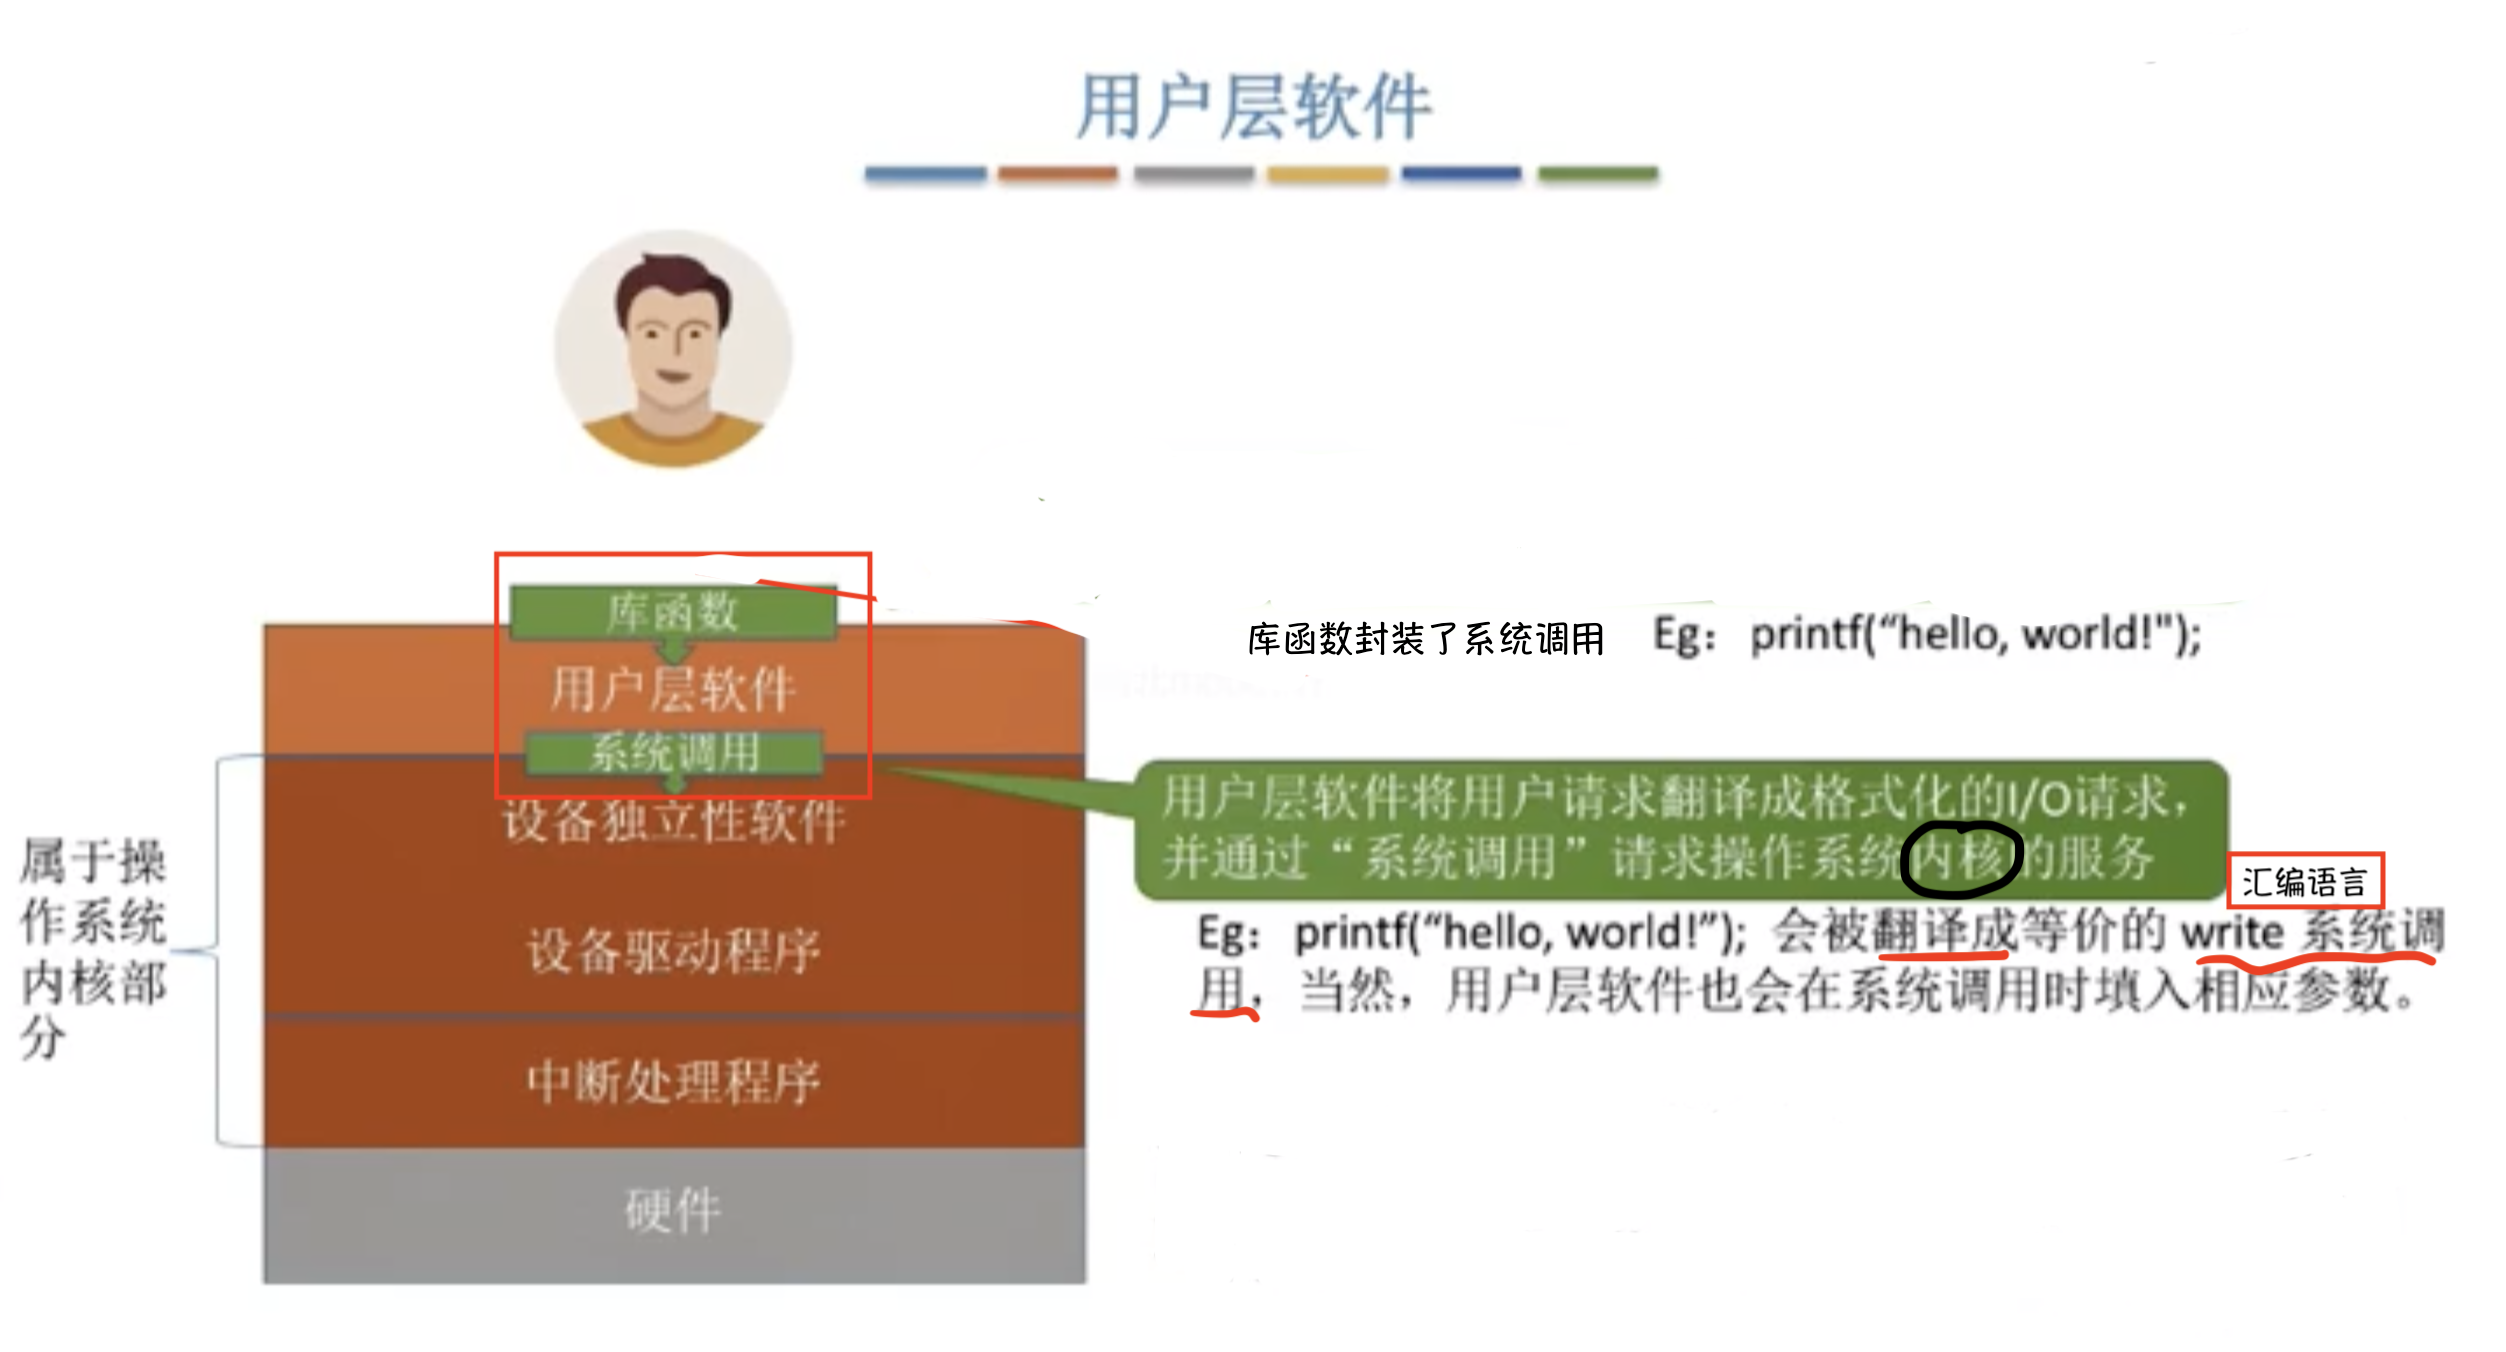 用户层软件
库函数
用户层软件
系统调用
设备独立性软件
设备驱动程序
中断处理程序
硬件
属于操
作系统
内核部
分
库函数封装了系统调用 Eg： printf(“hello, world!");
用户层软件将用户请求翻译成格式化的I/O请求，
并通过“系统调用”请求操作系统内核的服务
汇编语言
Eg： printf(“hello, world!”); 会被翻译成等价的 write 系统调
用，当然，用户层软件也会在系统调用时填入相应参数。